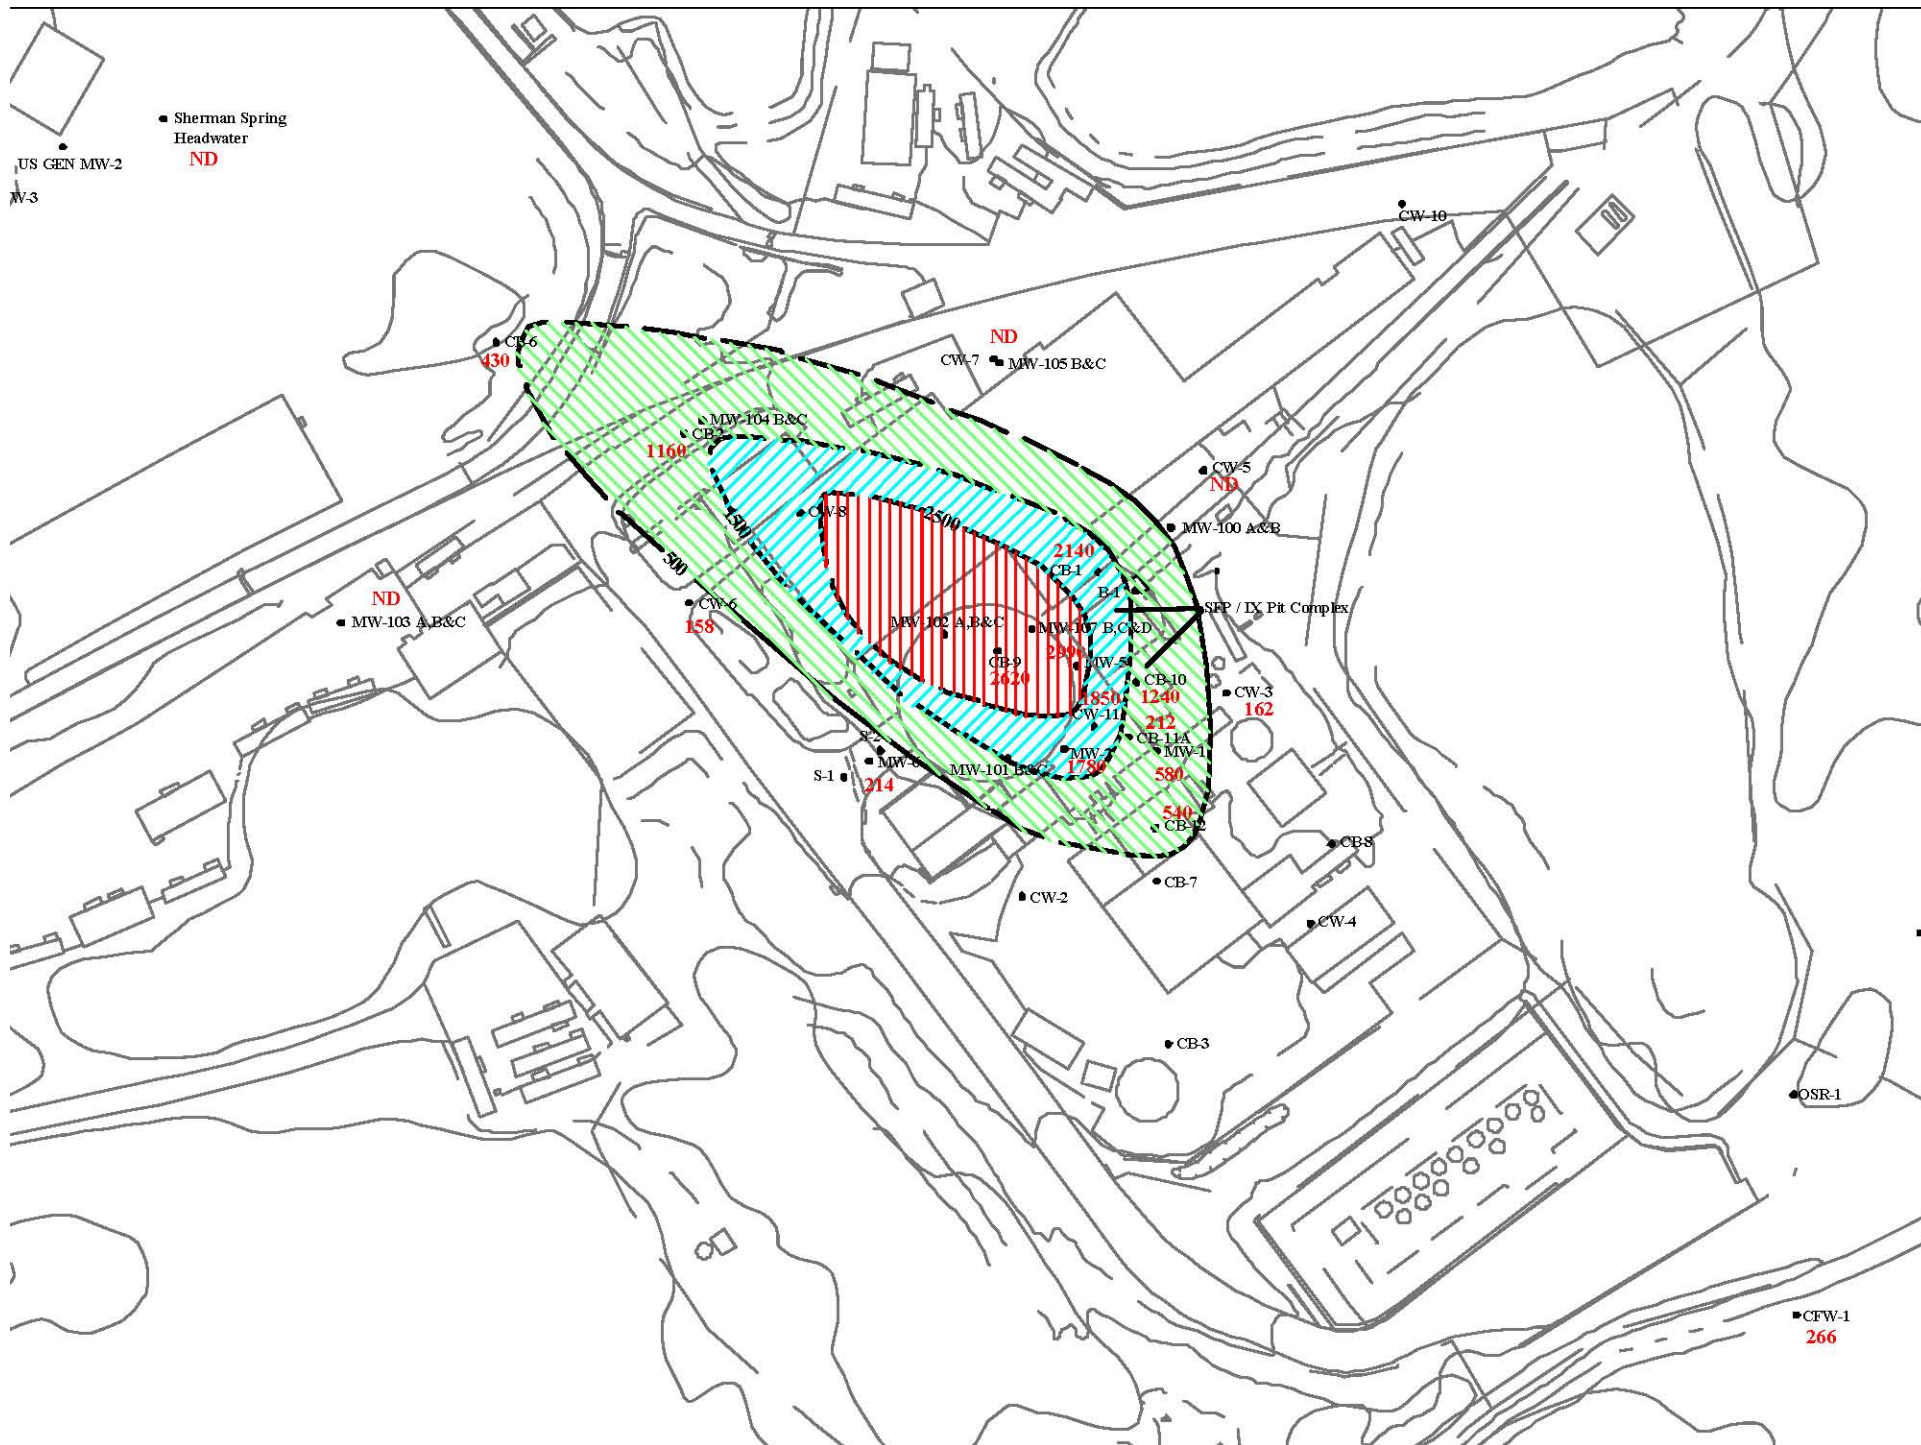 Sherman Spring
Headwater
ND
US GEN MW-2
W-3
CW-10
CB-6
430
ND
CW-7
MW-105 B&C
MW-104 B&C
CB-2
1160
CW-5
ND
CW-8
2500
1500
500
MW-100 A&B
2140
CB-1
B-1
SFP / IX Pit Complex
ND
MW-103 A,B&C
CW-6
158
MW-102 A,B&C
MW-107 B,C&D
CB-9
2620
MW-5
CB-10
1850
1240
CW-3
162
CW-11
212
CB-11A
MW-1
580
S-2
MW-6
S-1
214
MW-101 B&C
MW-2
1780
540
CB-12
CB-8
CB-7
CW-2
CW-4
CB-3
OSR-1
CFW-1
266